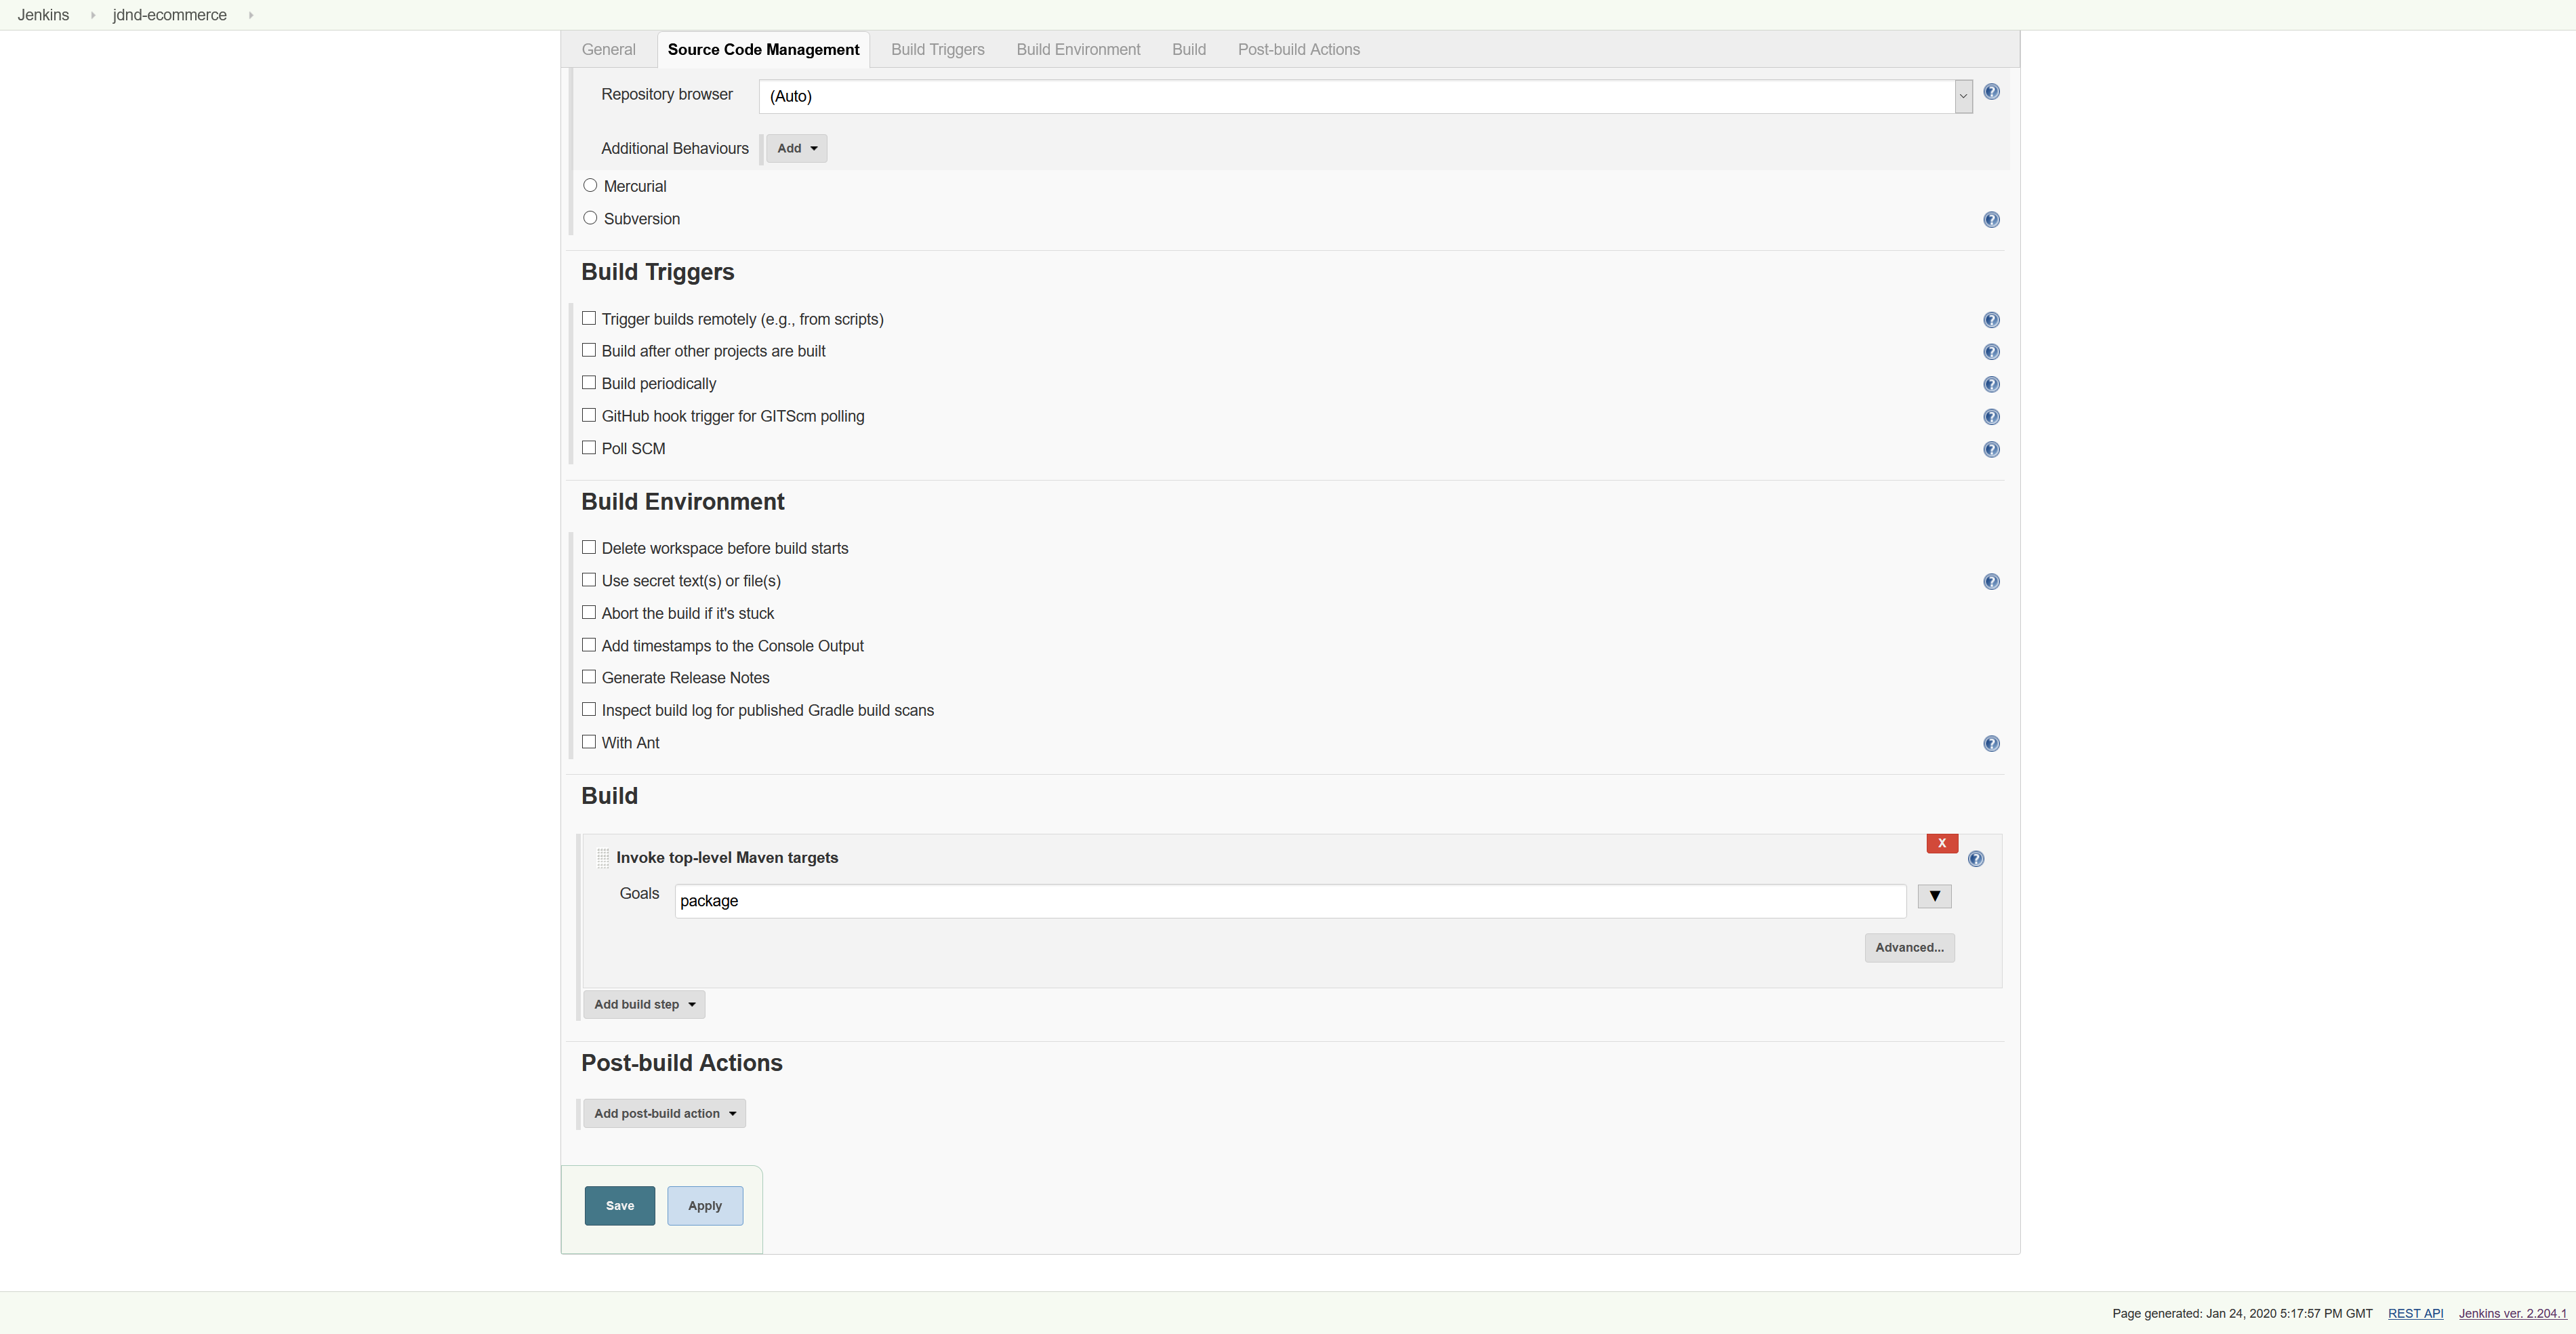 Jenkins jdnd-ecommerce
General Source Code Management Build Triggers Build Environment Build Post-build Actions
Repository browser (Auto)
Additional Behaviours Add
Mercurial
Subversion
Build Triggers
Trigger builds remotely (e.g., from scripts)
Build after other projects are built
Build periodically
GitHub hook trigger for GITScm polling
Poll SCM
Build Environment
Delete workspace before build starts
Use secret text(s) or file(s)
Abort the build if it's stuck
Add timestamps to the Console Output
Generate Release Notes
Inspect build log for published Gradle build scans
With Ant
Build
X
Invoke top-level Maven targets
Goals package
Advanced...
Add build step
Post-build Actions
Add post-build action
Save Apply
Page generated: Jan 24, 2020 5:17:57 PM GMT REST API Jenkins ver. 2.204.1